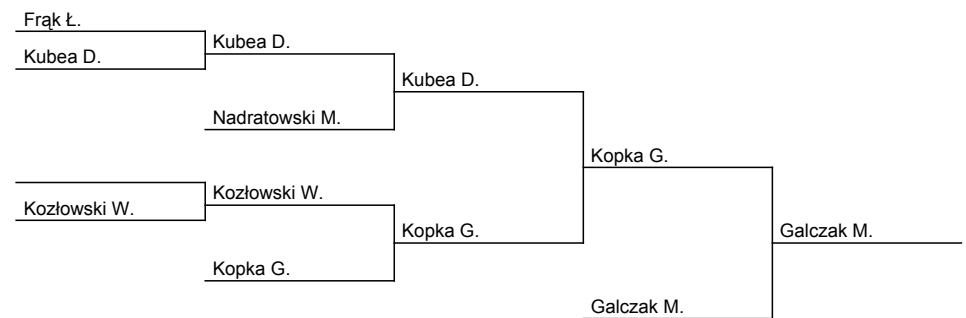 Frąk Ł.
Kubea D.
Kubea D.
Kubea D.
Nadratowski M.
Kopka G.
Kozłowski W.
Kozłowski W.
Kopka G.
Galczak M.
Kopka G.
Galczak M.